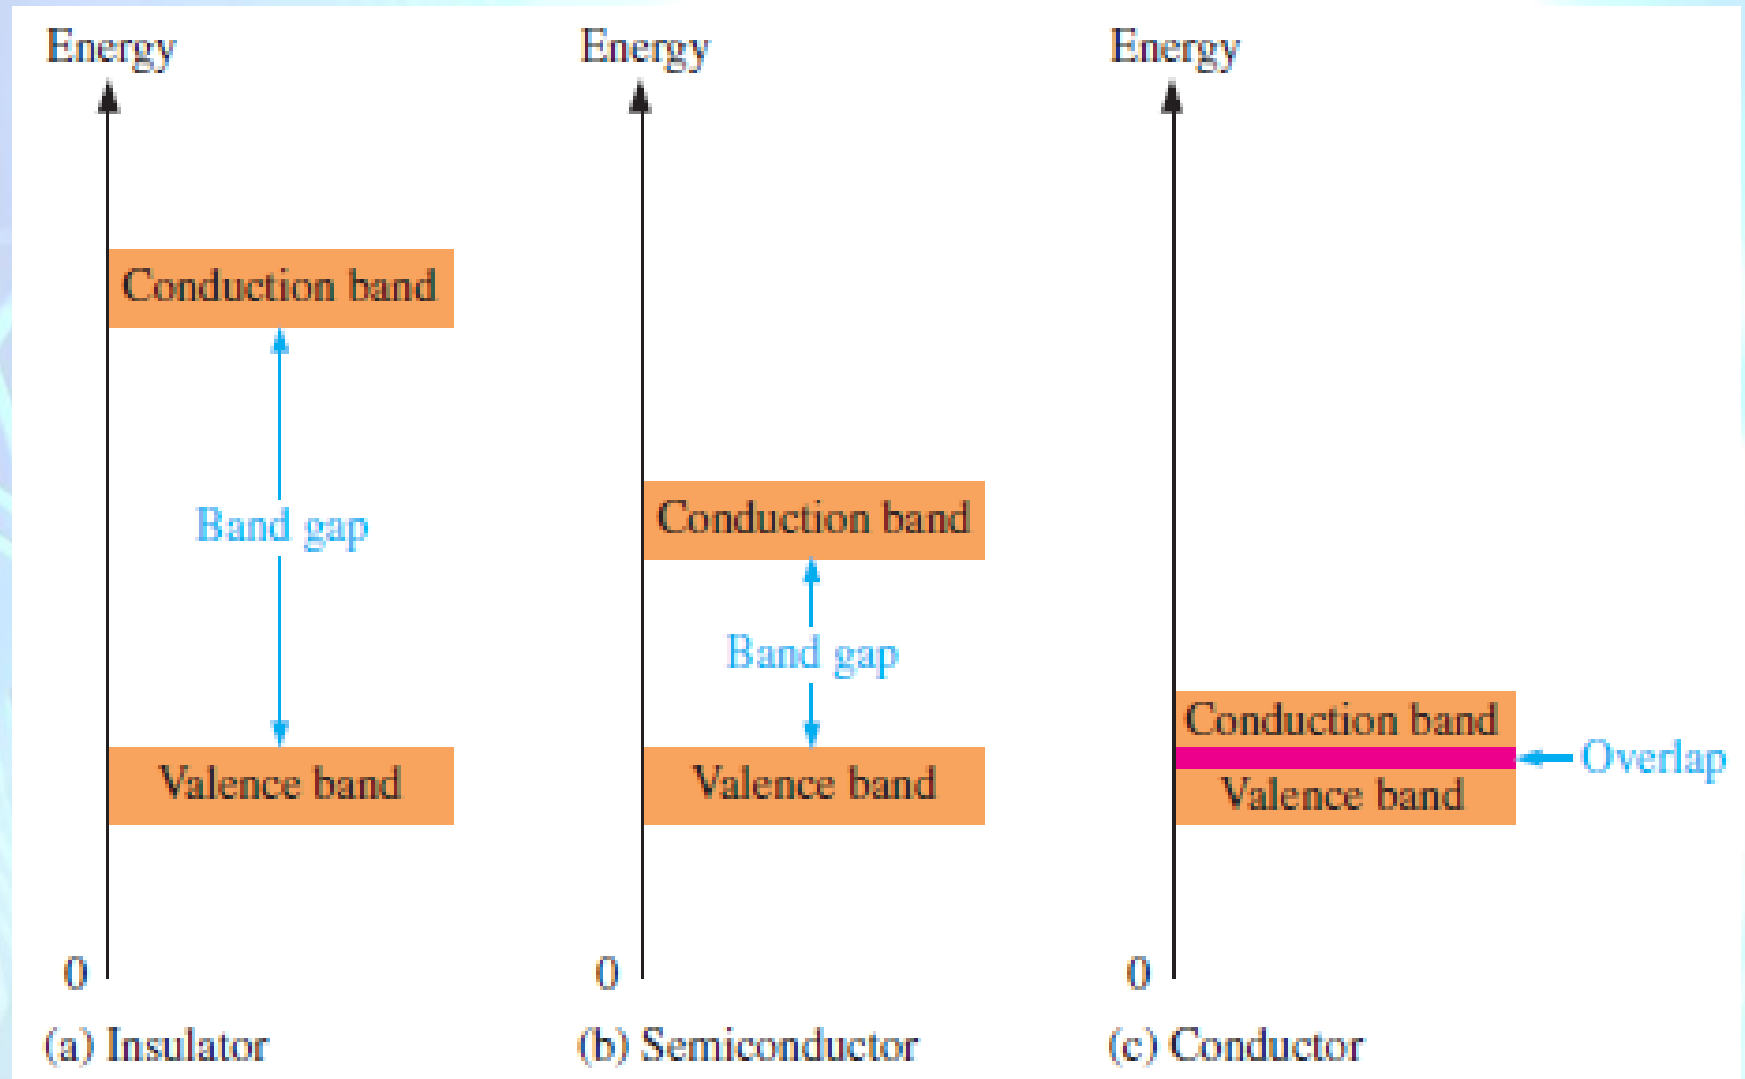 Energy
Conduction band
Band gap
Valence band
0
(a) Insulator
Energy
Conduction band
Band gap
Valence band
0
(b) Semiconductor
Energy
Conduction band
Overlap
Valence band
0
(c) Conductor